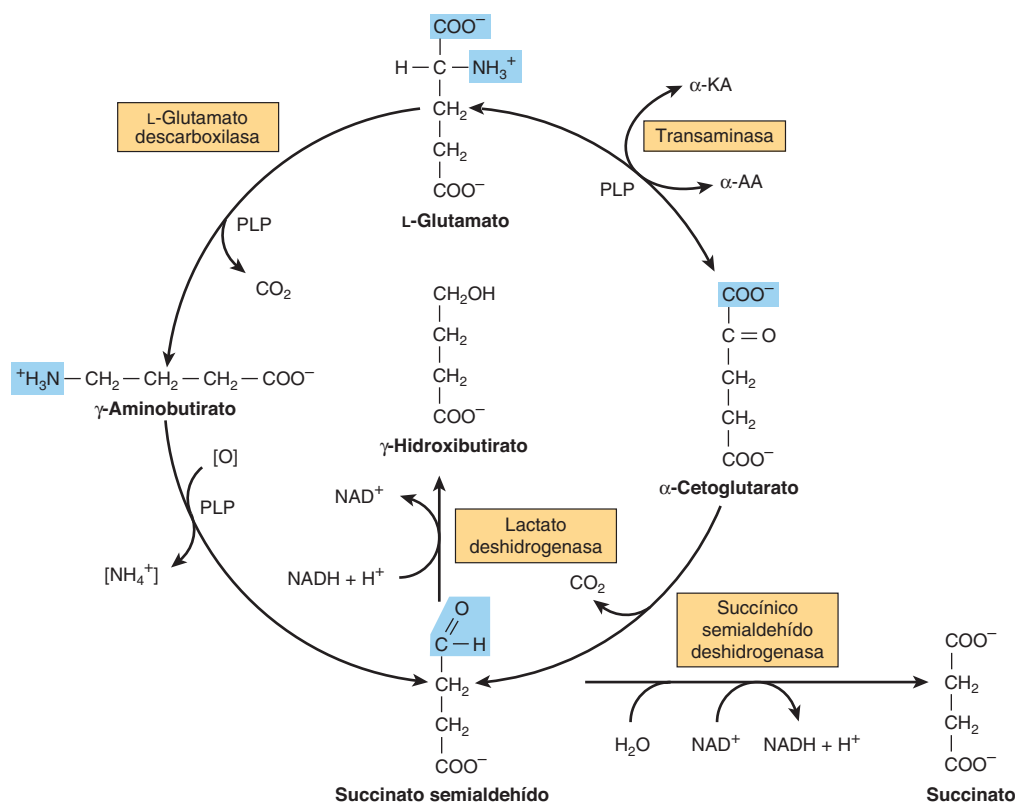 COO⁻
H — C — NH₃⁺
CH₂
CH₂
COO⁻
L-Glutamato
L-Glutamato
descarboxilasa
PLP
CO₂
α-KA
Transaminasa
PLP
α-AA
CH₂OH
CH₂
CH₂
COO⁻
γ-Hidroxibutirato
COO⁻
C = O
CH₂
CH₂
COO⁻
α-Cetoglutarato
⁺H₃N — CH₂ — CH₂ — CH₂ — COO⁻
γ-Aminobutirato
[O]
PLP
[NH₄⁺]
NAD⁺
NADH + H⁺
Lactato
deshidrogenasa
CO₂
Succínico
semialdehído
deshidrogenasa
O
C — H
CH₂
CH₂
COO⁻
Succinato semialdehído
H₂O
NAD⁺
NADH + H⁺
COO⁻
CH₂
CH₂
COO⁻
Succinato